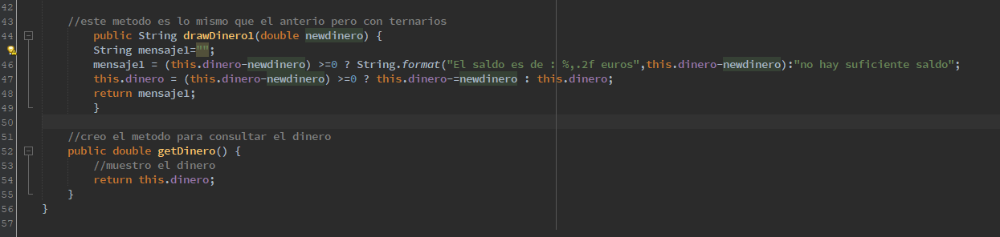 42
43 //este metodo es lo mismo que el anterio pero con ternarios
44 public String drawDinero1(double newdinero) {
String mensaje1="";
46 mensaje1 = (this.dinero-newdinero) >=0 ? String.format("El saldo es de : %,.2f euros",this.dinero-newdinero):"no hay suficiente saldo";
47 this.dinero = (this.dinero-newdinero) >=0 ? this.dinero-=newdinero : this.dinero;
48 return mensaje1;
49 }
50
51 //creo el metodo para consultar el dinero
52 public double getDinero() {
53 //muestro el dinero
54 return this.dinero;
55 }
56 }
57